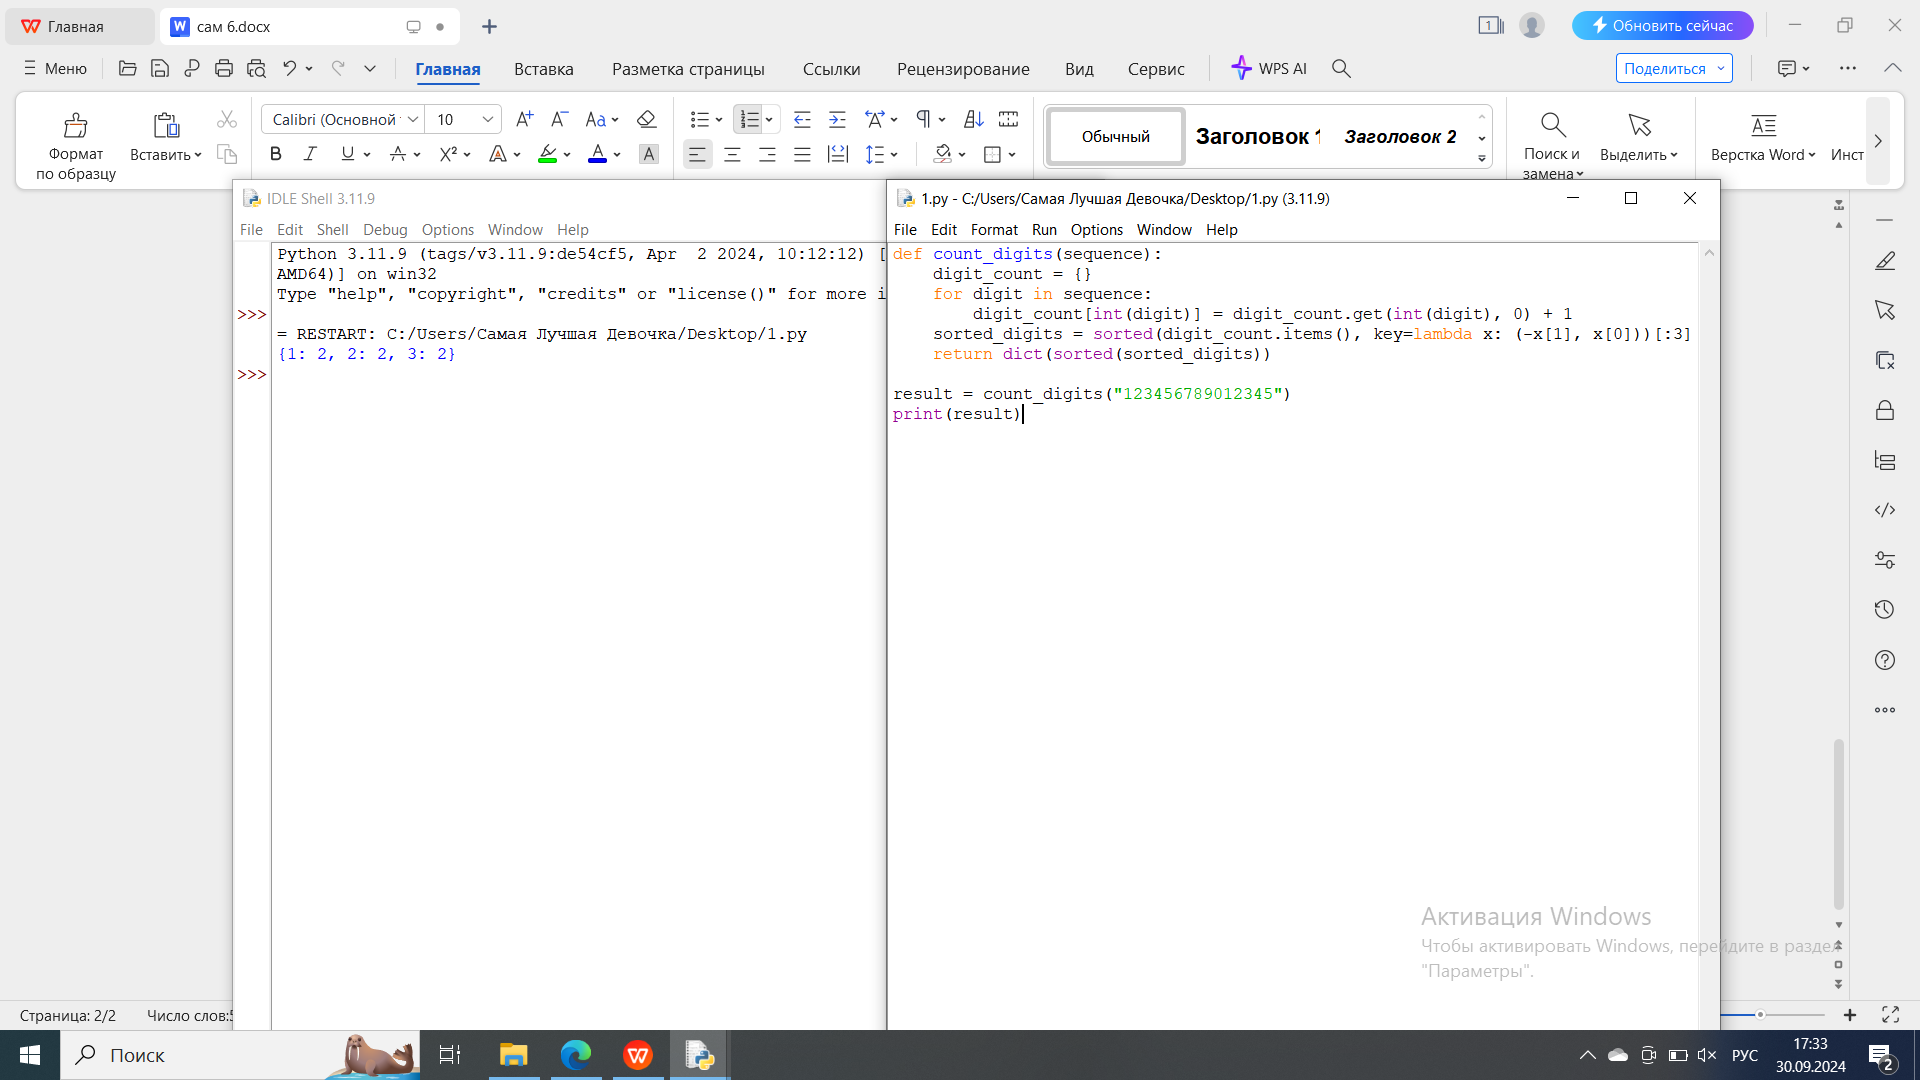 Главная
сам 6.docx
1
Обновить сейчас
Меню
Главная
Вставка
Разметка страницы
Ссылки
Рецензирование
Вид
Сервис
WPS AI
Поделиться
Формат
по образцу
Вставить
Calibri (Основной
10
Обычный
Заголовок 1
Заголовок 2
Поиск и
замена
Выделить
Верстка Word
Инст
IDLE Shell 3.11.9
File Edit Shell Debug Options Window Help
Python 3.11.9 (tags/v3.11.9:de54cf5, Apr  2 2024, 10:12:12) [
AMD64)] on win32
Type "help", "copyright", "credits" or "license()" for more i
>>>
= RESTART: C:/Users/Самая Лучшая Девочка/Desktop/1.py
{1: 2, 2: 2, 3: 2}
>>>
1.py - C:/Users/Самая Лучшая Девочка/Desktop/1.py (3.11.9)
File Edit Format Run Options Window Help
def count_digits(sequence):
    digit_count = {}
    for digit in sequence:
        digit_count[int(digit)] = digit_count.get(int(digit), 0) + 1
    sorted_digits = sorted(digit_count.items(), key=lambda x: (-x[1], x[0]))[:3]
    return dict(sorted(sorted_digits))
result = count_digits("123456789012345")
print(result)
Активация Windows
Чтобы активировать Windows, перейдите в раздел
"Параметры".
Страница: 2/2
Число слов:5
Поиск
РУС
17:33
30.09.2024
2